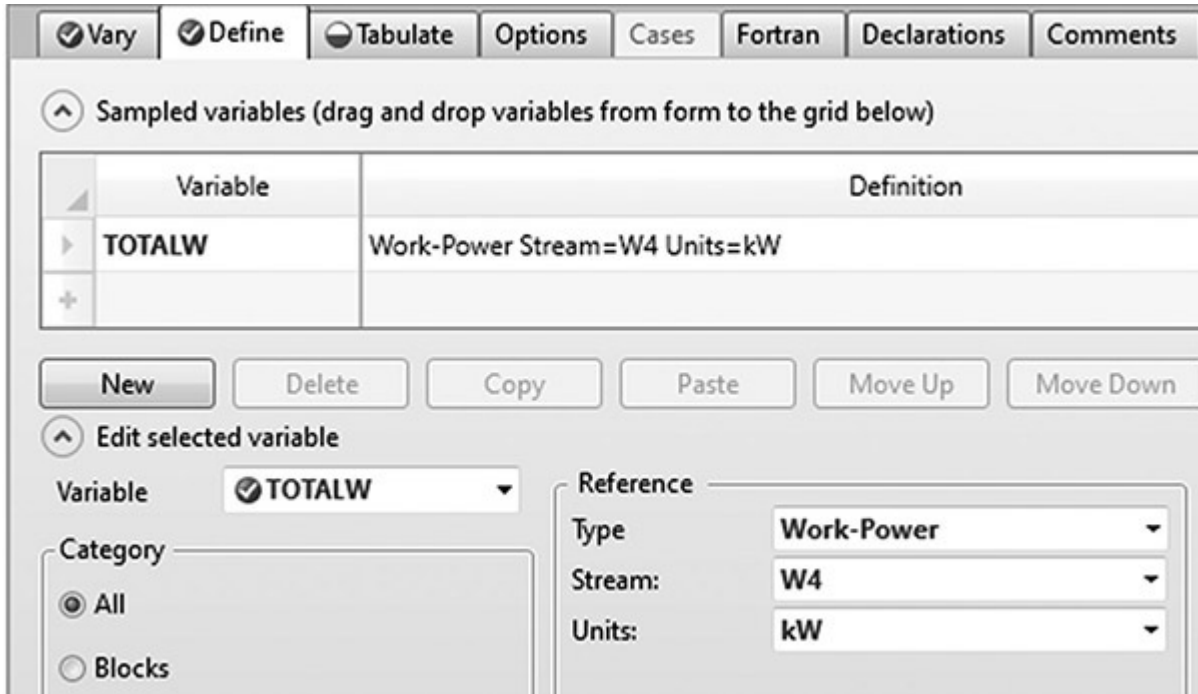 Vary Define Tabulate Options Cases Fortran Declarations Comments
Sampled variables (drag and drop variables from form to the grid below)
Variable Definition
TOTALW Work-Power Stream=W4 Units=kW
New Delete Copy Paste Move Up Move Down
Edit selected variable
Variable TOTALW
Reference
Type Work-Power
Category
Stream: W4
All
Units: kW
Blocks